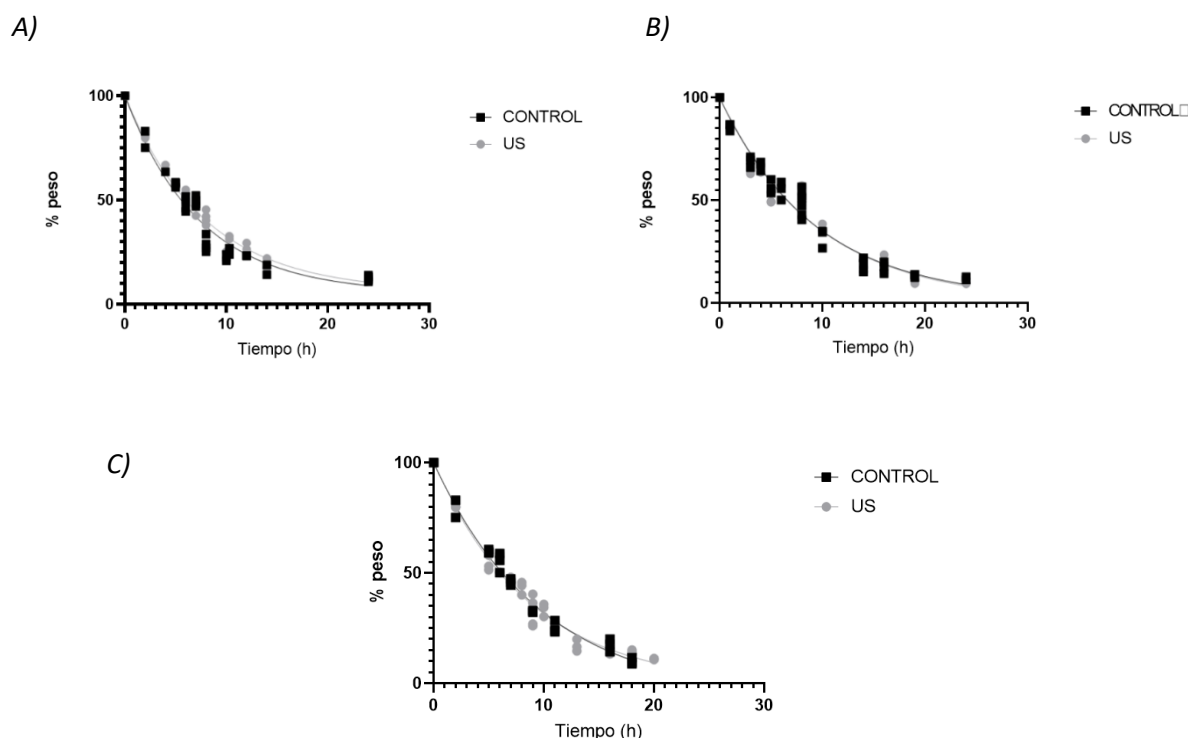 A)
100
50
0
% peso
0
10
20
30
Tiempo (h)
CONTROL
US
B)
100
50
0
% peso
0
10
20
30
Tiempo (h)
CONTROL□
US
C)
100
50
0
% peso
0
10
20
30
Tiempo (h)
CONTROL
US